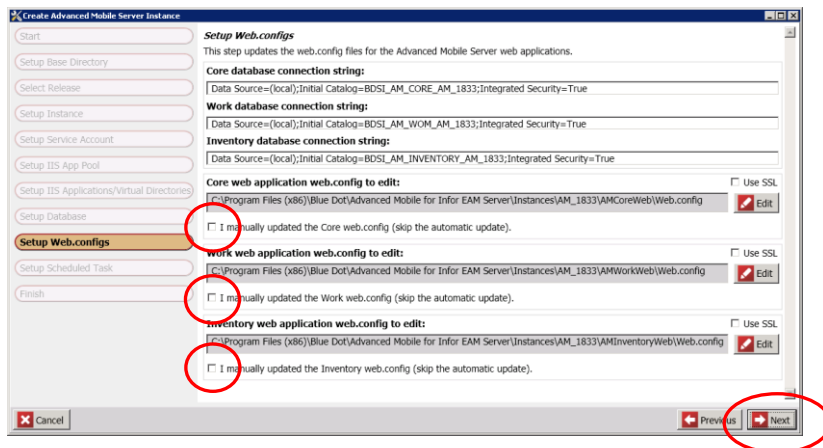 Create Advanced Mobile Server Instance
Start
Setup Base Directory
Select Release
Setup Instance
Setup Service Account
Setup IIS App Pool
Setup IIS Applications/Virtual Directories
Setup Database
Setup Web.configs
Setup Scheduled Task
Finish
Setup Web.configs
This step updates the web.config files for the Advanced Mobile Server web applications.
Core database connection string:
Data Source=(local);Initial Catalog=BDSI_AM_CORE_AM_1833;Integrated Security=True
Work database connection string:
Data Source=(local);Initial Catalog=BDSI_AM_WOM_AM_1833;Integrated Security=True
Inventory database connection string:
Data Source=(local);Initial Catalog=BDSI_AM_INVENTORY_AM_1833;Integrated Security=True
Core web application web.config to edit: Use SSL
C:\Program Files (x86)\Blue Dot\Advanced Mobile for Infor EAM Server\Instances\AM_1833\AMCoreWeb\Web.config Edit
I manually updated the Core web.config (skip the automatic update).
Work web application web.config to edit: Use SSL
C:\Program Files (x86)\Blue Dot\Advanced Mobile for Infor EAM Server\Instances\AM_1833\AMWorkWeb\Web.config Edit
I manually updated the Work web.config (skip the automatic update).
Inventory web application web.config to edit: Use SSL
C:\Program Files (x86)\Blue Dot\Advanced Mobile for Infor EAM Server\Instances\AM_1833\AMInventoryWeb\Web.config Edit
I manually updated the Inventory web.config (skip the automatic update).
Cancel Previous Next